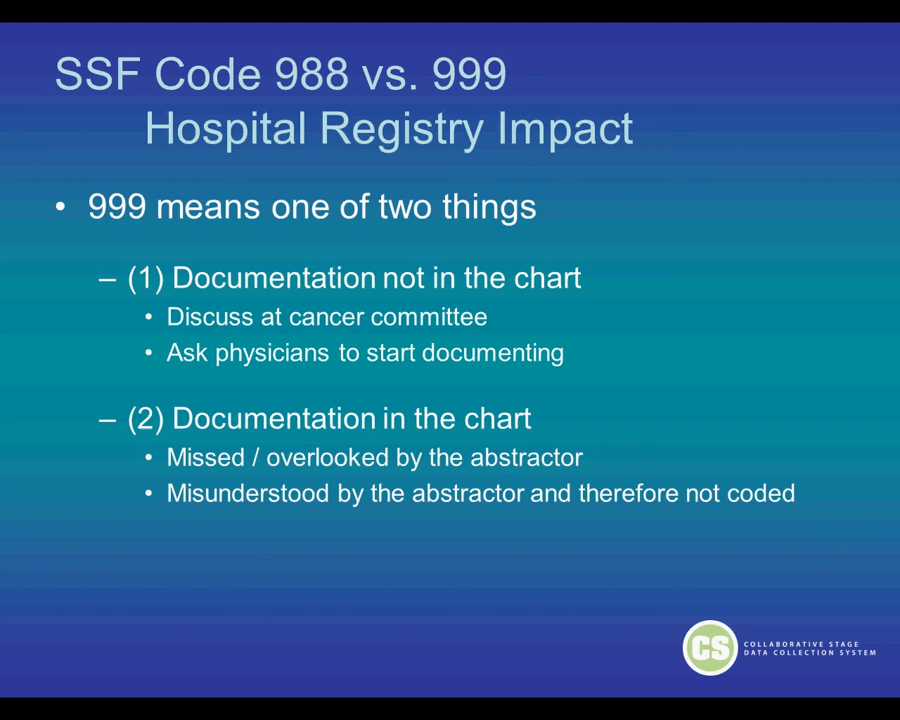 SSF Code 988 vs. 999
Hospital Registry Impact
• 999 means one of two things
– (1) Documentation not in the chart
• Discuss at cancer committee
• Ask physicians to start documenting
– (2) Documentation in the chart
• Missed / overlooked by the abstractor
• Misunderstood by the abstractor and therefore not coded
CS
COLLABORATIVE STAGE
DATA COLLECTION SYSTEM